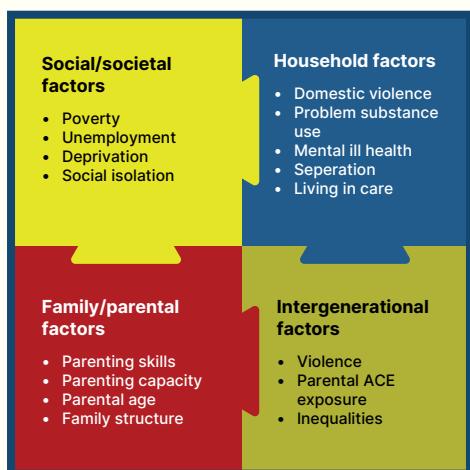 Social/societal
factors
• Poverty
• Unemployment
• Deprivation
• Social isolation
Household factors
• Domestic violence
• Problem substance
use
• Mental ill health
• Seperation
• Living in care
Family/parental
factors
• Parenting skills
• Parenting capacity
• Parental age
• Family structure
Intergenerational
factors
• Violence
• Parental ACE
exposure
• Inequalities